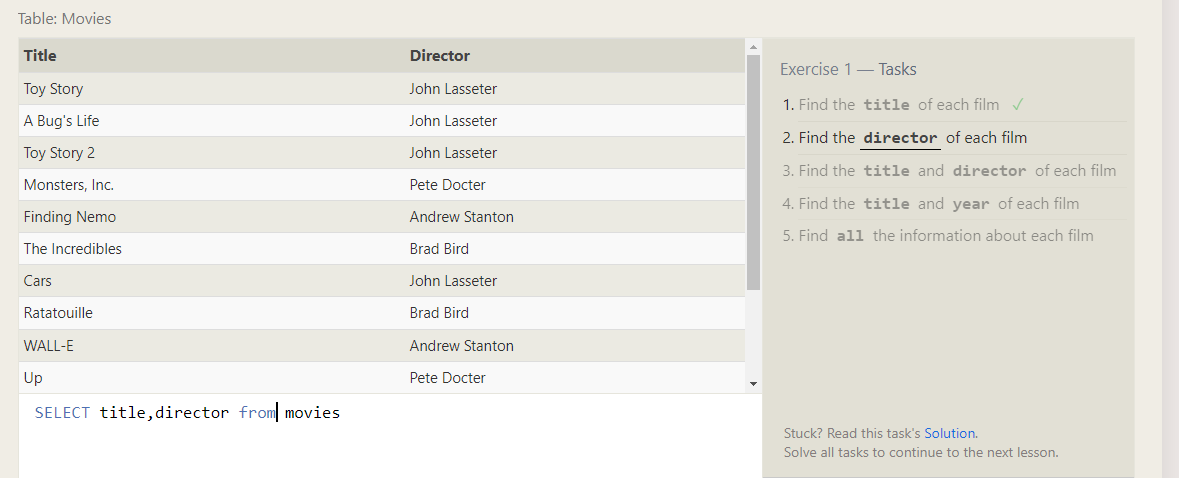 Table: Movies
Title Director
Toy Story John Lasseter
A Bug's Life John Lasseter
Toy Story 2 John Lasseter
Monsters, Inc. Pete Docter
Finding Nemo Andrew Stanton
The Incredibles Brad Bird
Cars John Lasseter
Ratatouille Brad Bird
WALL-E Andrew Stanton
Up Pete Docter
SELECT title,director from movies
Exercise 1 — Tasks
1. Find the title of each film ✓
2. Find the director of each film
3. Find the title and director of each film
4. Find the title and year of each film
5. Find all the information about each film
Stuck? Read this task's Solution.
Solve all tasks to continue to the next lesson.